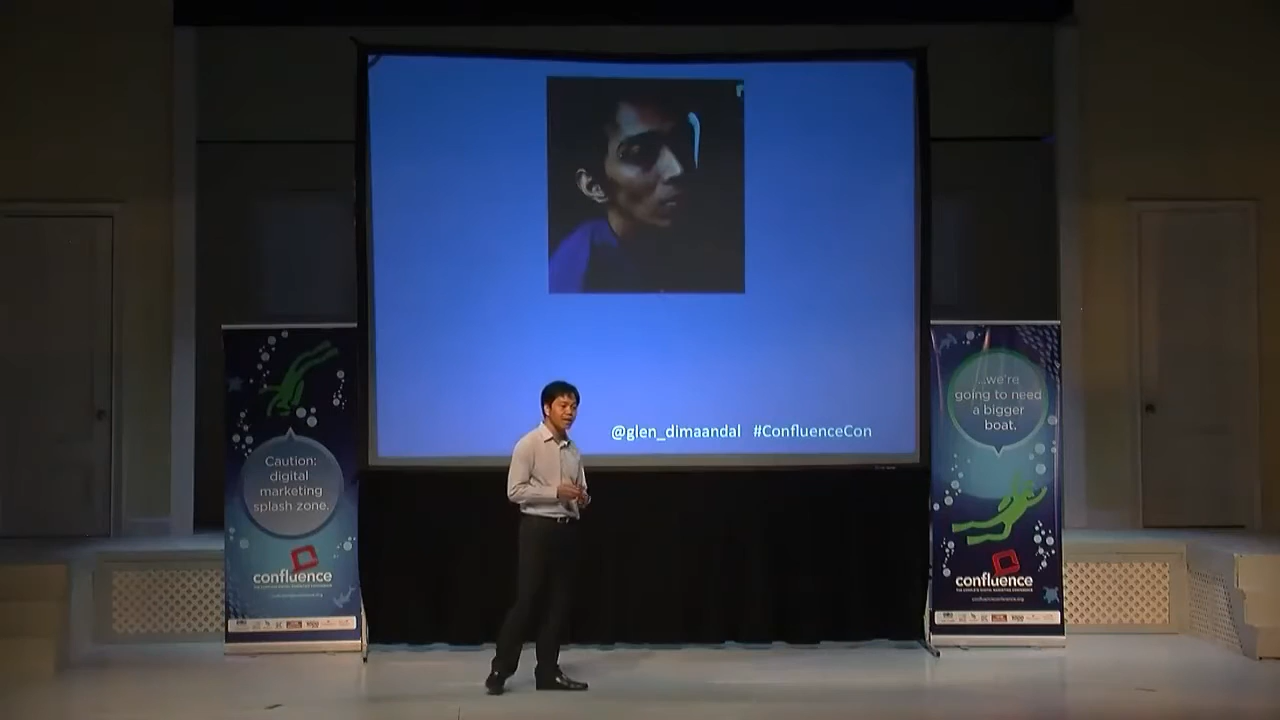 @glen_dimaandal #ConfluenceCon
Caution:
digital
marketing
splash zone.
confluence
...we're
going to need
a bigger
boat.
confluence